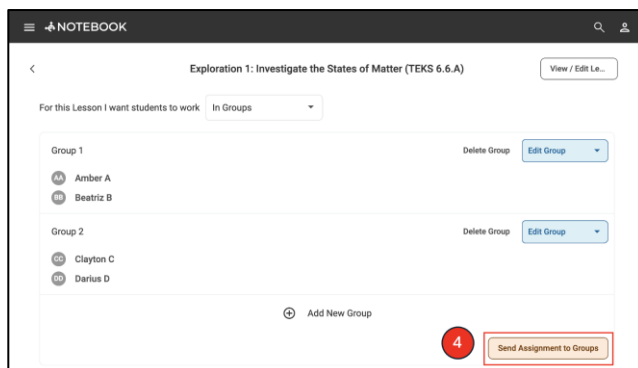 NOTEBOOK
Exploration 1: Investigate the States of Matter (TEKS 6.6.A)
View / Edit Le...
For this Lesson I want students to work In Groups
Group 1 Delete Group Edit Group
AA Amber A
BB Beatriz B
Group 2 Delete Group Edit Group
CC Clayton C
DD Darius D
Add New Group
4 Send Assignment to Groups